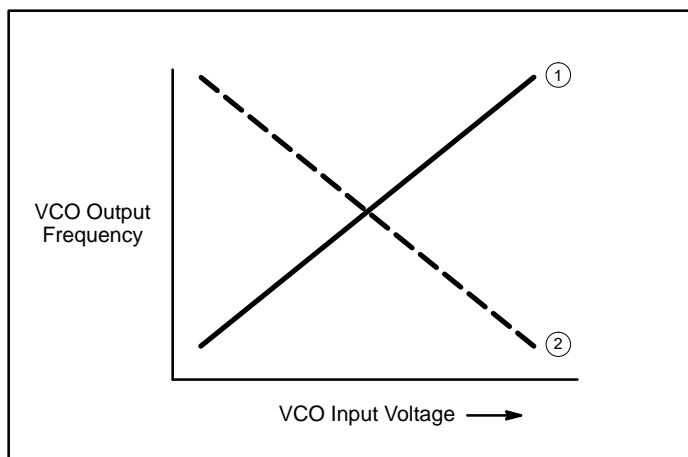 ①
VCO Output
Frequency
②
VCO Input Voltage